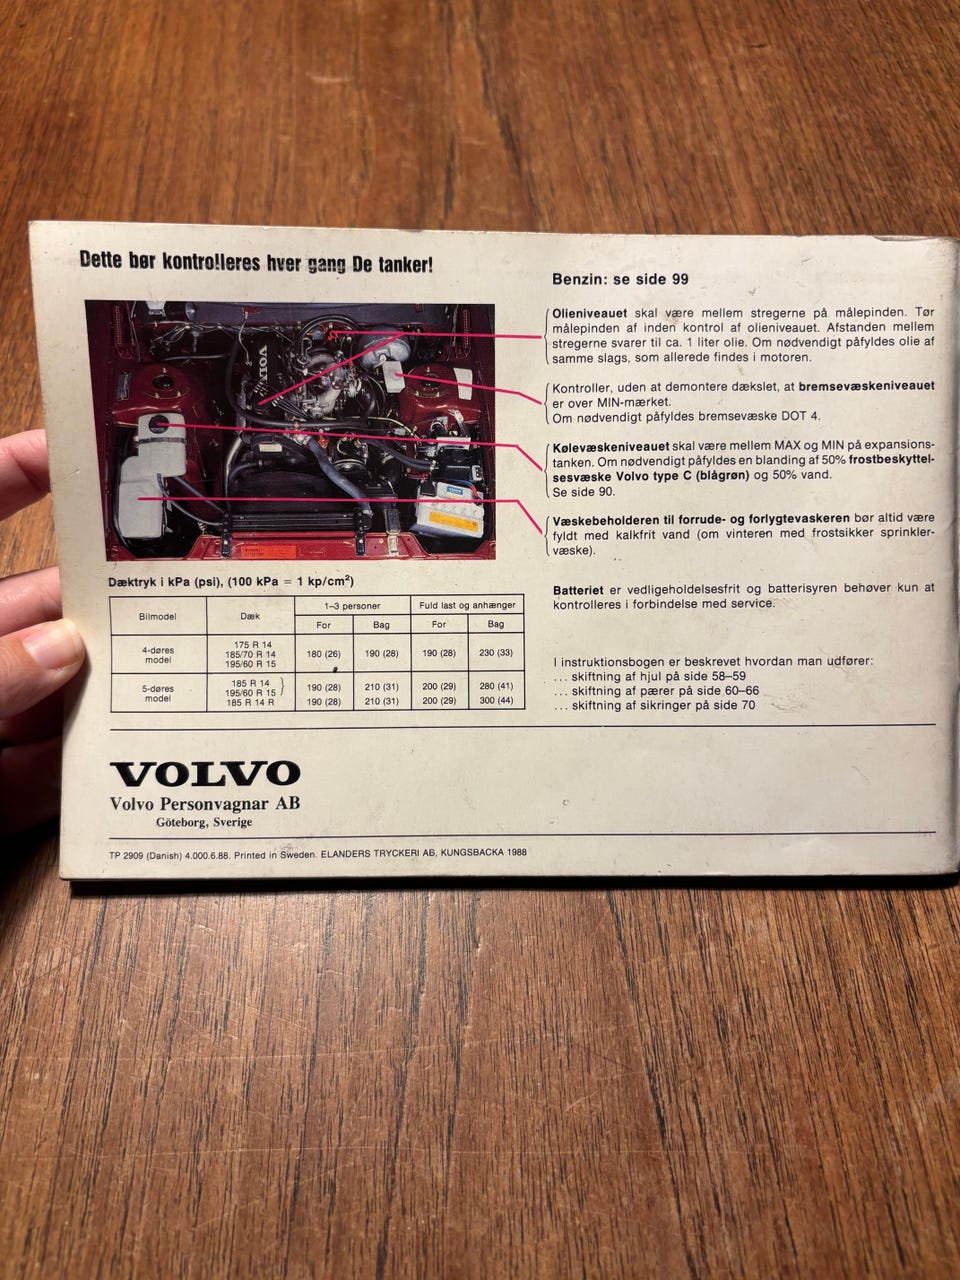 Dette bør kontrolleres hver gang De tanker!
VOLVO
Dæktryk i kPa (psi), (100 kPa = 1 kp/cm²)
Bilmodel Dæk 1–3 personer Fuld last og anhænger
For Bag For Bag
4-døres model 175 R 14
185/70 R 14 180 (26) 190 (28) 190 (28) 230 (33)
195/60 R 15
5-døres model 185 R 14
195/60 R 15 190 (28) 210 (31) 200 (29) 280 (41)
185 R 14 R 190 (28) 210 (31) 200 (29) 300 (44)
Benzin: se side 99
Olieniveauet skal være mellem stregerne på målepinden. Tør
målepinden af inden kontrol af olieniveauet. Afstanden mellem
stregerne svarer til ca. 1 liter olie. Om nødvendigt påfyldes olie af
samme slags, som allerede findes i motoren.
Kontroller, uden at demontere dækslet, at bremsevæskeniveauet
er over MIN-mærket.
Om nødvendigt påfyldes bremsevæske DOT 4.
Kølevæskeniveauet skal være mellem MAX og MIN på expansions-
tanken. Om nødvendigt påfyldes en blanding af 50% frostbeskyttel-
sesvæske Volvo type C (blågrøn) og 50% vand.
Se side 90.
Væskebeholderen til forrude- og forlygtevaskeren bør altid være
fyldt med kalkfrit vand (om vinteren med frostsikker sprinkler-
væske).
Batteriet er vedligeholdelsesfrit og batterisyren behøver kun at
kontrolleres i forbindelse med service.
I instruktionsbogen er beskrevet hvordan man udfører:
... skiftning af hjul på side 58–59
... skiftning af pærer på side 60–66
... skiftning af sikringer på side 70
VOLVO
Volvo Personvagnar AB
Göteborg, Sverige
TP 2909 (Danish) 4.000.6.88. Printed in Sweden. ELANDERS TRYCKERI AB, KUNGSBACKA 1988